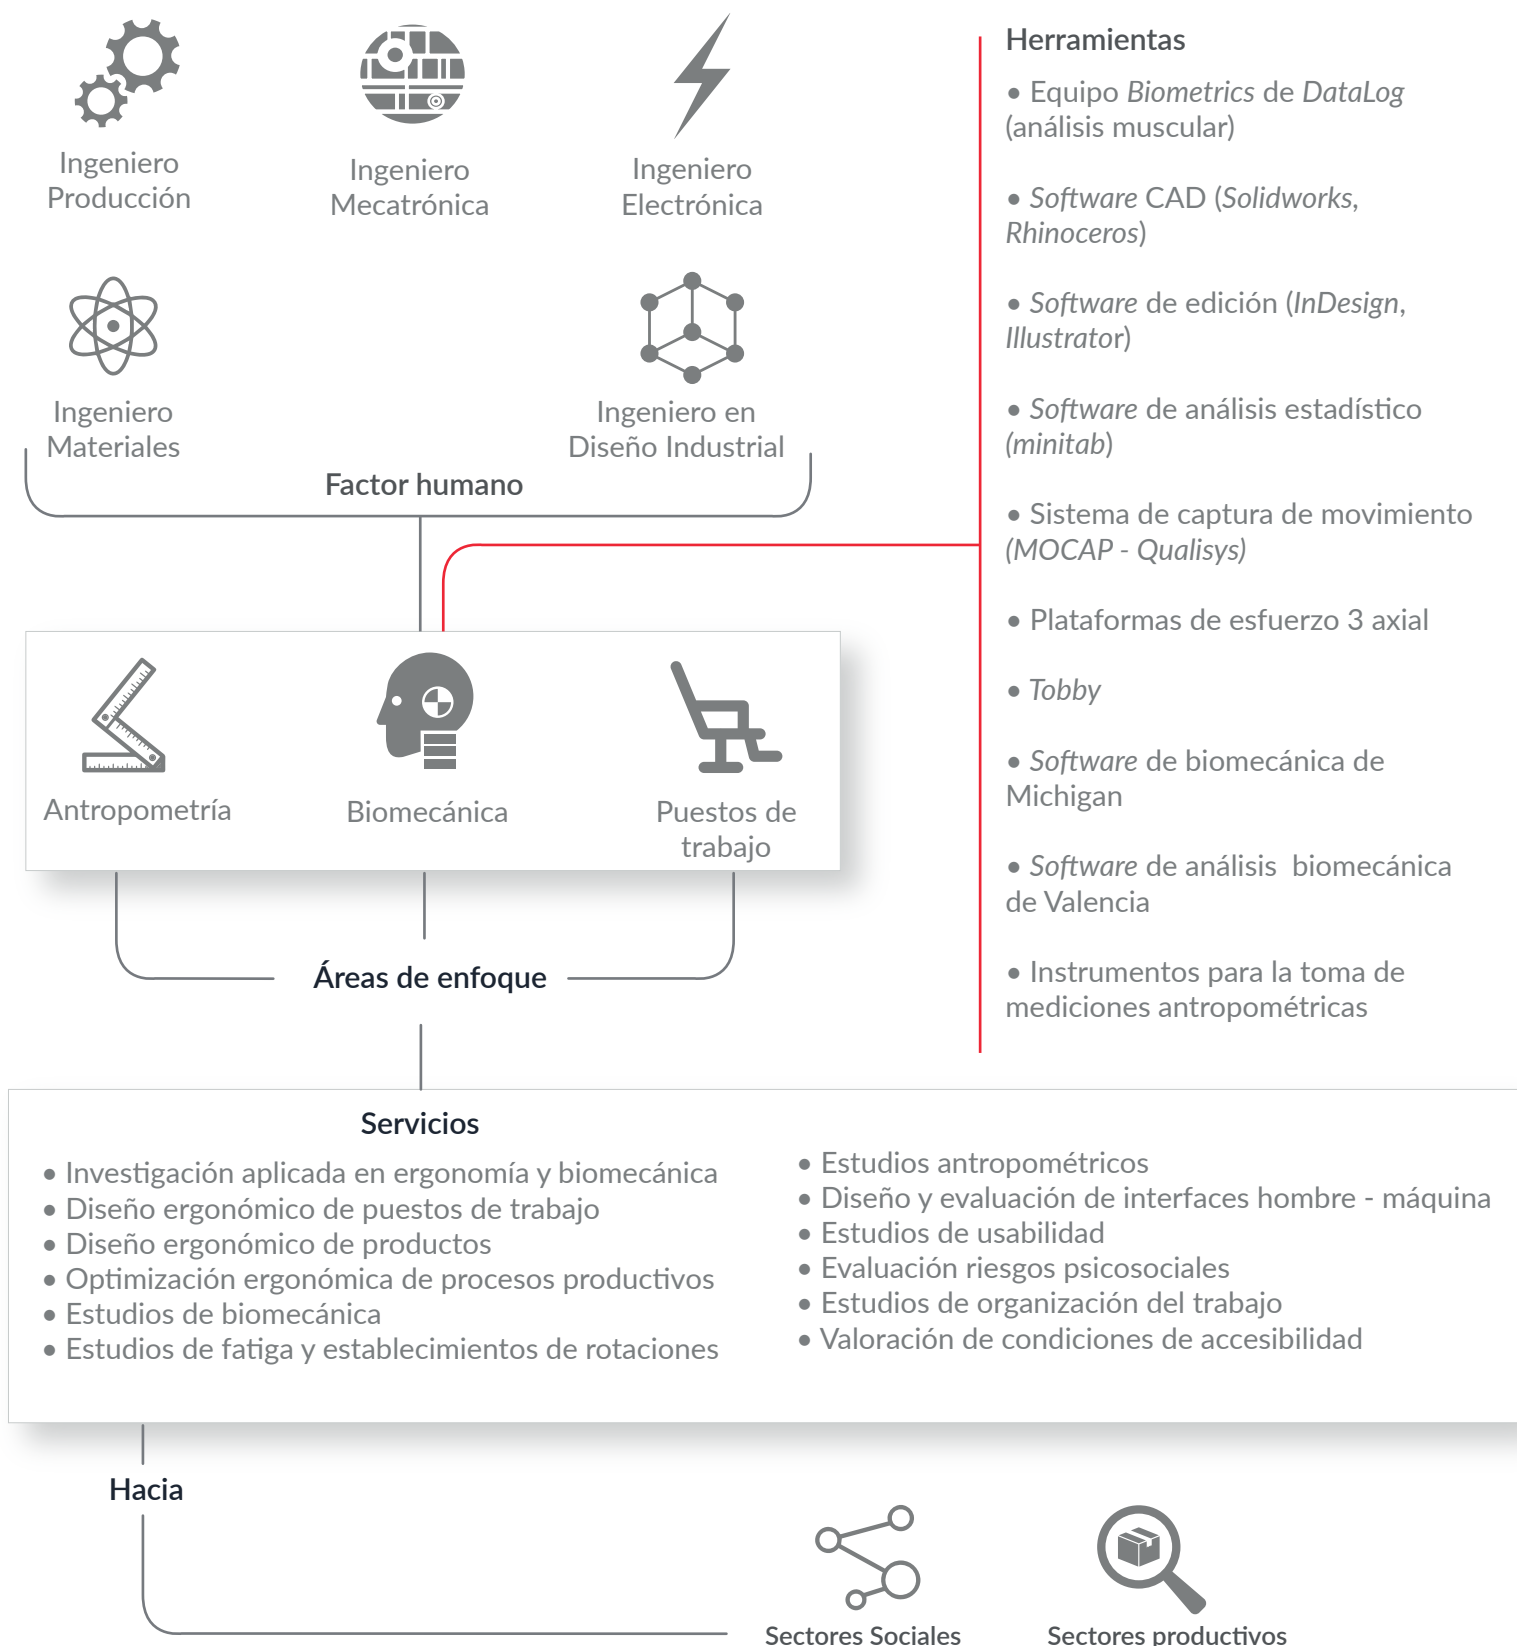 Ingeniero
Producción
Ingeniero
Mecatrónica
Ingeniero
Electrónica
Ingeniero
Materiales
Ingeniero en
Diseño Industrial
Factor humano
Herramientas
• Equipo Biometrics de DataLog
(análisis muscular)
• Software CAD (Solidworks,
Rhinoceros)
• Software de edición (InDesign,
Illustrator)
• Software de análisis estadístico
(minitab)
• Sistema de captura de movimiento
(MOCAP - Qualisys)
• Plataformas de esfuerzo 3 axial
• Tobby
• Software de biomecánica de
Michigan
• Software de análisis  biomecánica
de Valencia
• Instrumentos para la toma de
mediciones antropométricas
Antropometría
Biomecánica
Puestos de
trabajo
Áreas de enfoque
Servicios
• Investigación aplicada en ergonomía y biomecánica
• Diseño ergonómico de puestos de trabajo
• Diseño ergonómico de productos
• Optimización ergonómica de procesos productivos
• Estudios de biomecánica
• Estudios de fatiga y establecimientos de rotaciones
• Estudios antropométricos
• Diseño y evaluación de interfaces hombre - máquina
• Estudios de usabilidad
• Evaluación riesgos psicosociales
• Estudios de organización del trabajo
• Valoración de condiciones de accesibilidad
Hacia
Sectores Sociales
Sectores productivos